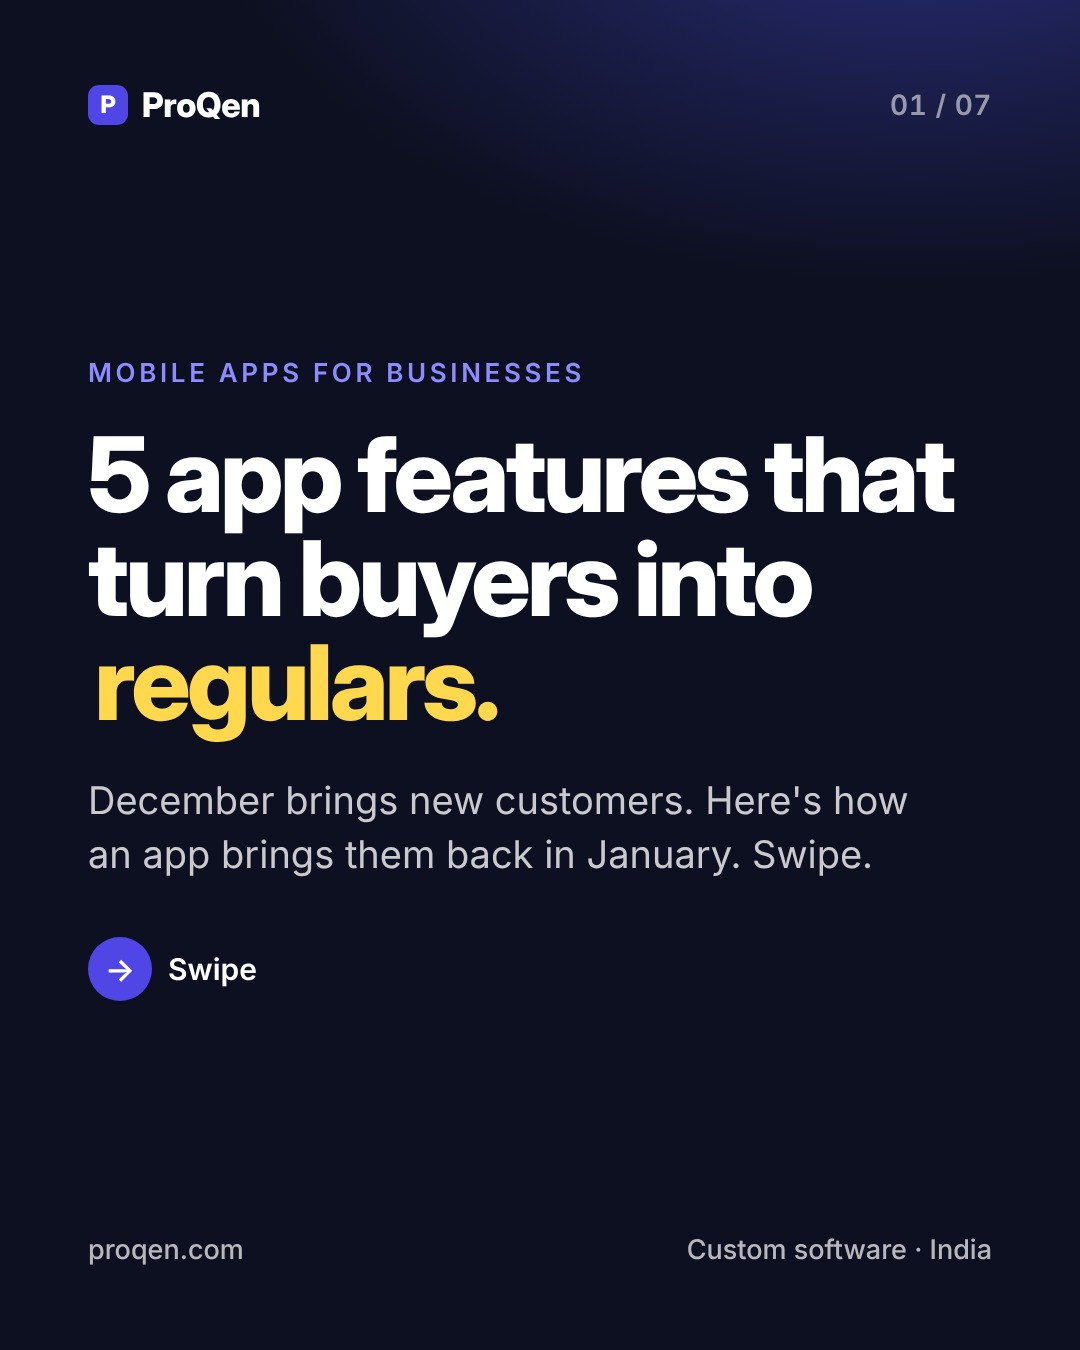 P ProQen
01 / 07
MOBILE APPS FOR BUSINESSES
5 app features that
turn buyers into
regulars.
December brings new customers. Here's how
an app brings them back in January. Swipe.
→ Swipe
proqen.com
Custom software · India